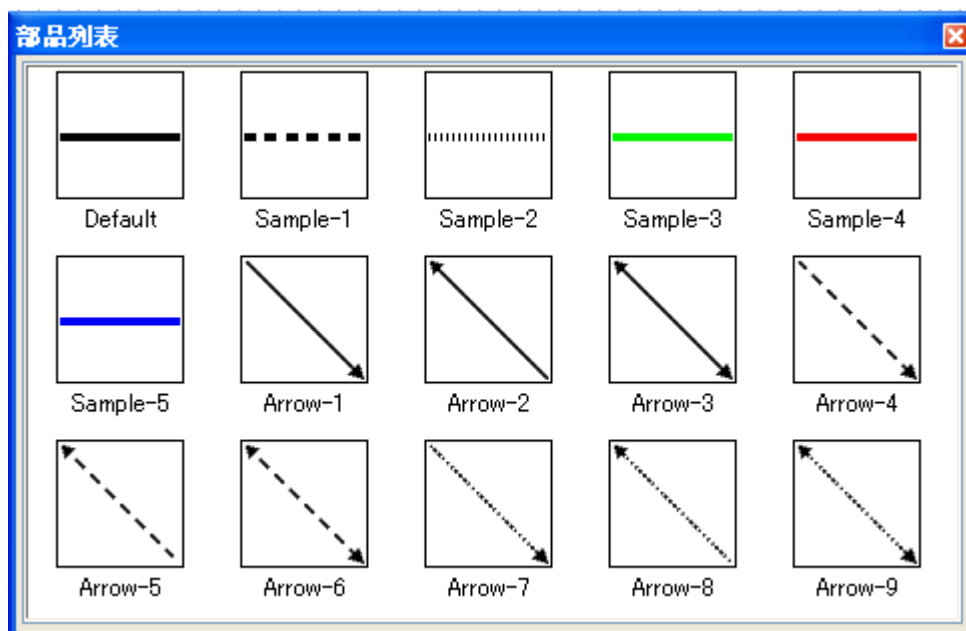 部品列表
Default Sample-1 Sample-2 Sample-3 Sample-4
Sample-5 Arrow-1 Arrow-2 Arrow-3 Arrow-4
Arrow-5 Arrow-6 Arrow-7 Arrow-8 Arrow-9